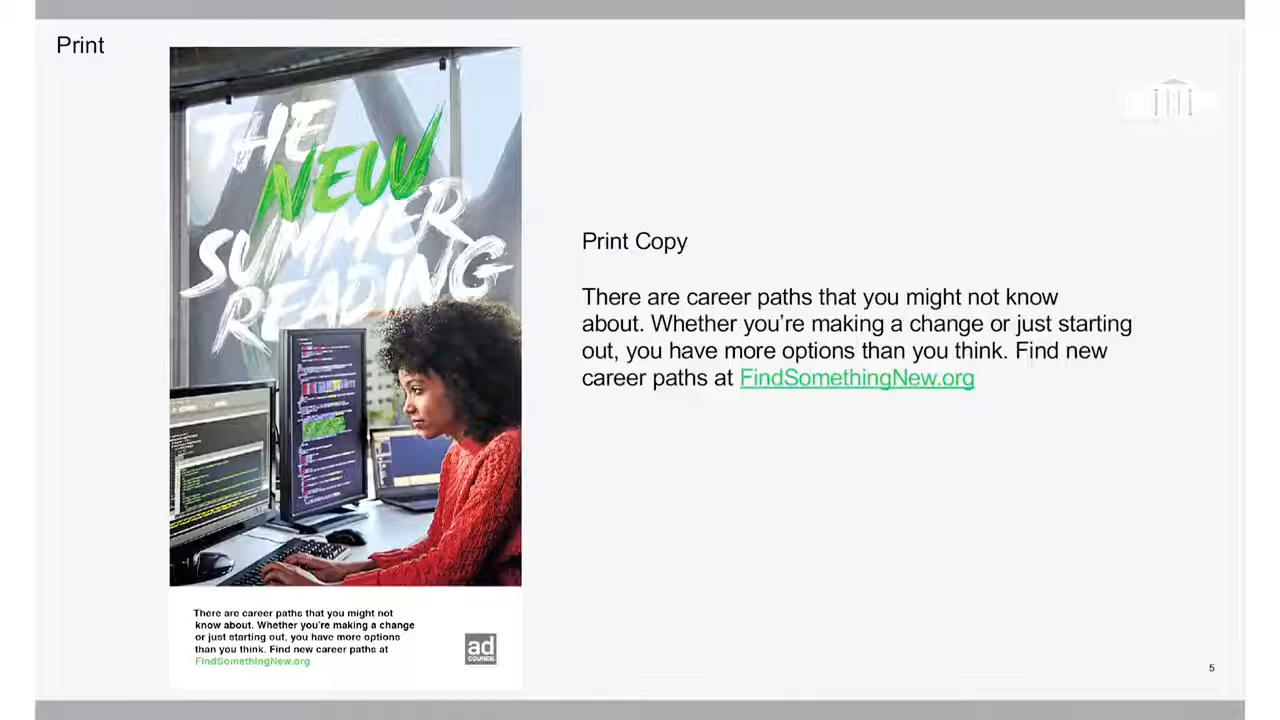 Print
THE
NEW
SUMMER
READING
There are career paths that you might not
know about. Whether you're making a change
or just starting out, you have more options
than you think. Find new career paths at
FindSomethingNew.org
ad
COUNCIL
Print Copy
There are career paths that you might not know
about. Whether you’re making a change or just starting
out, you have more options than you think. Find new
career paths at FindSomethingNew.org
5